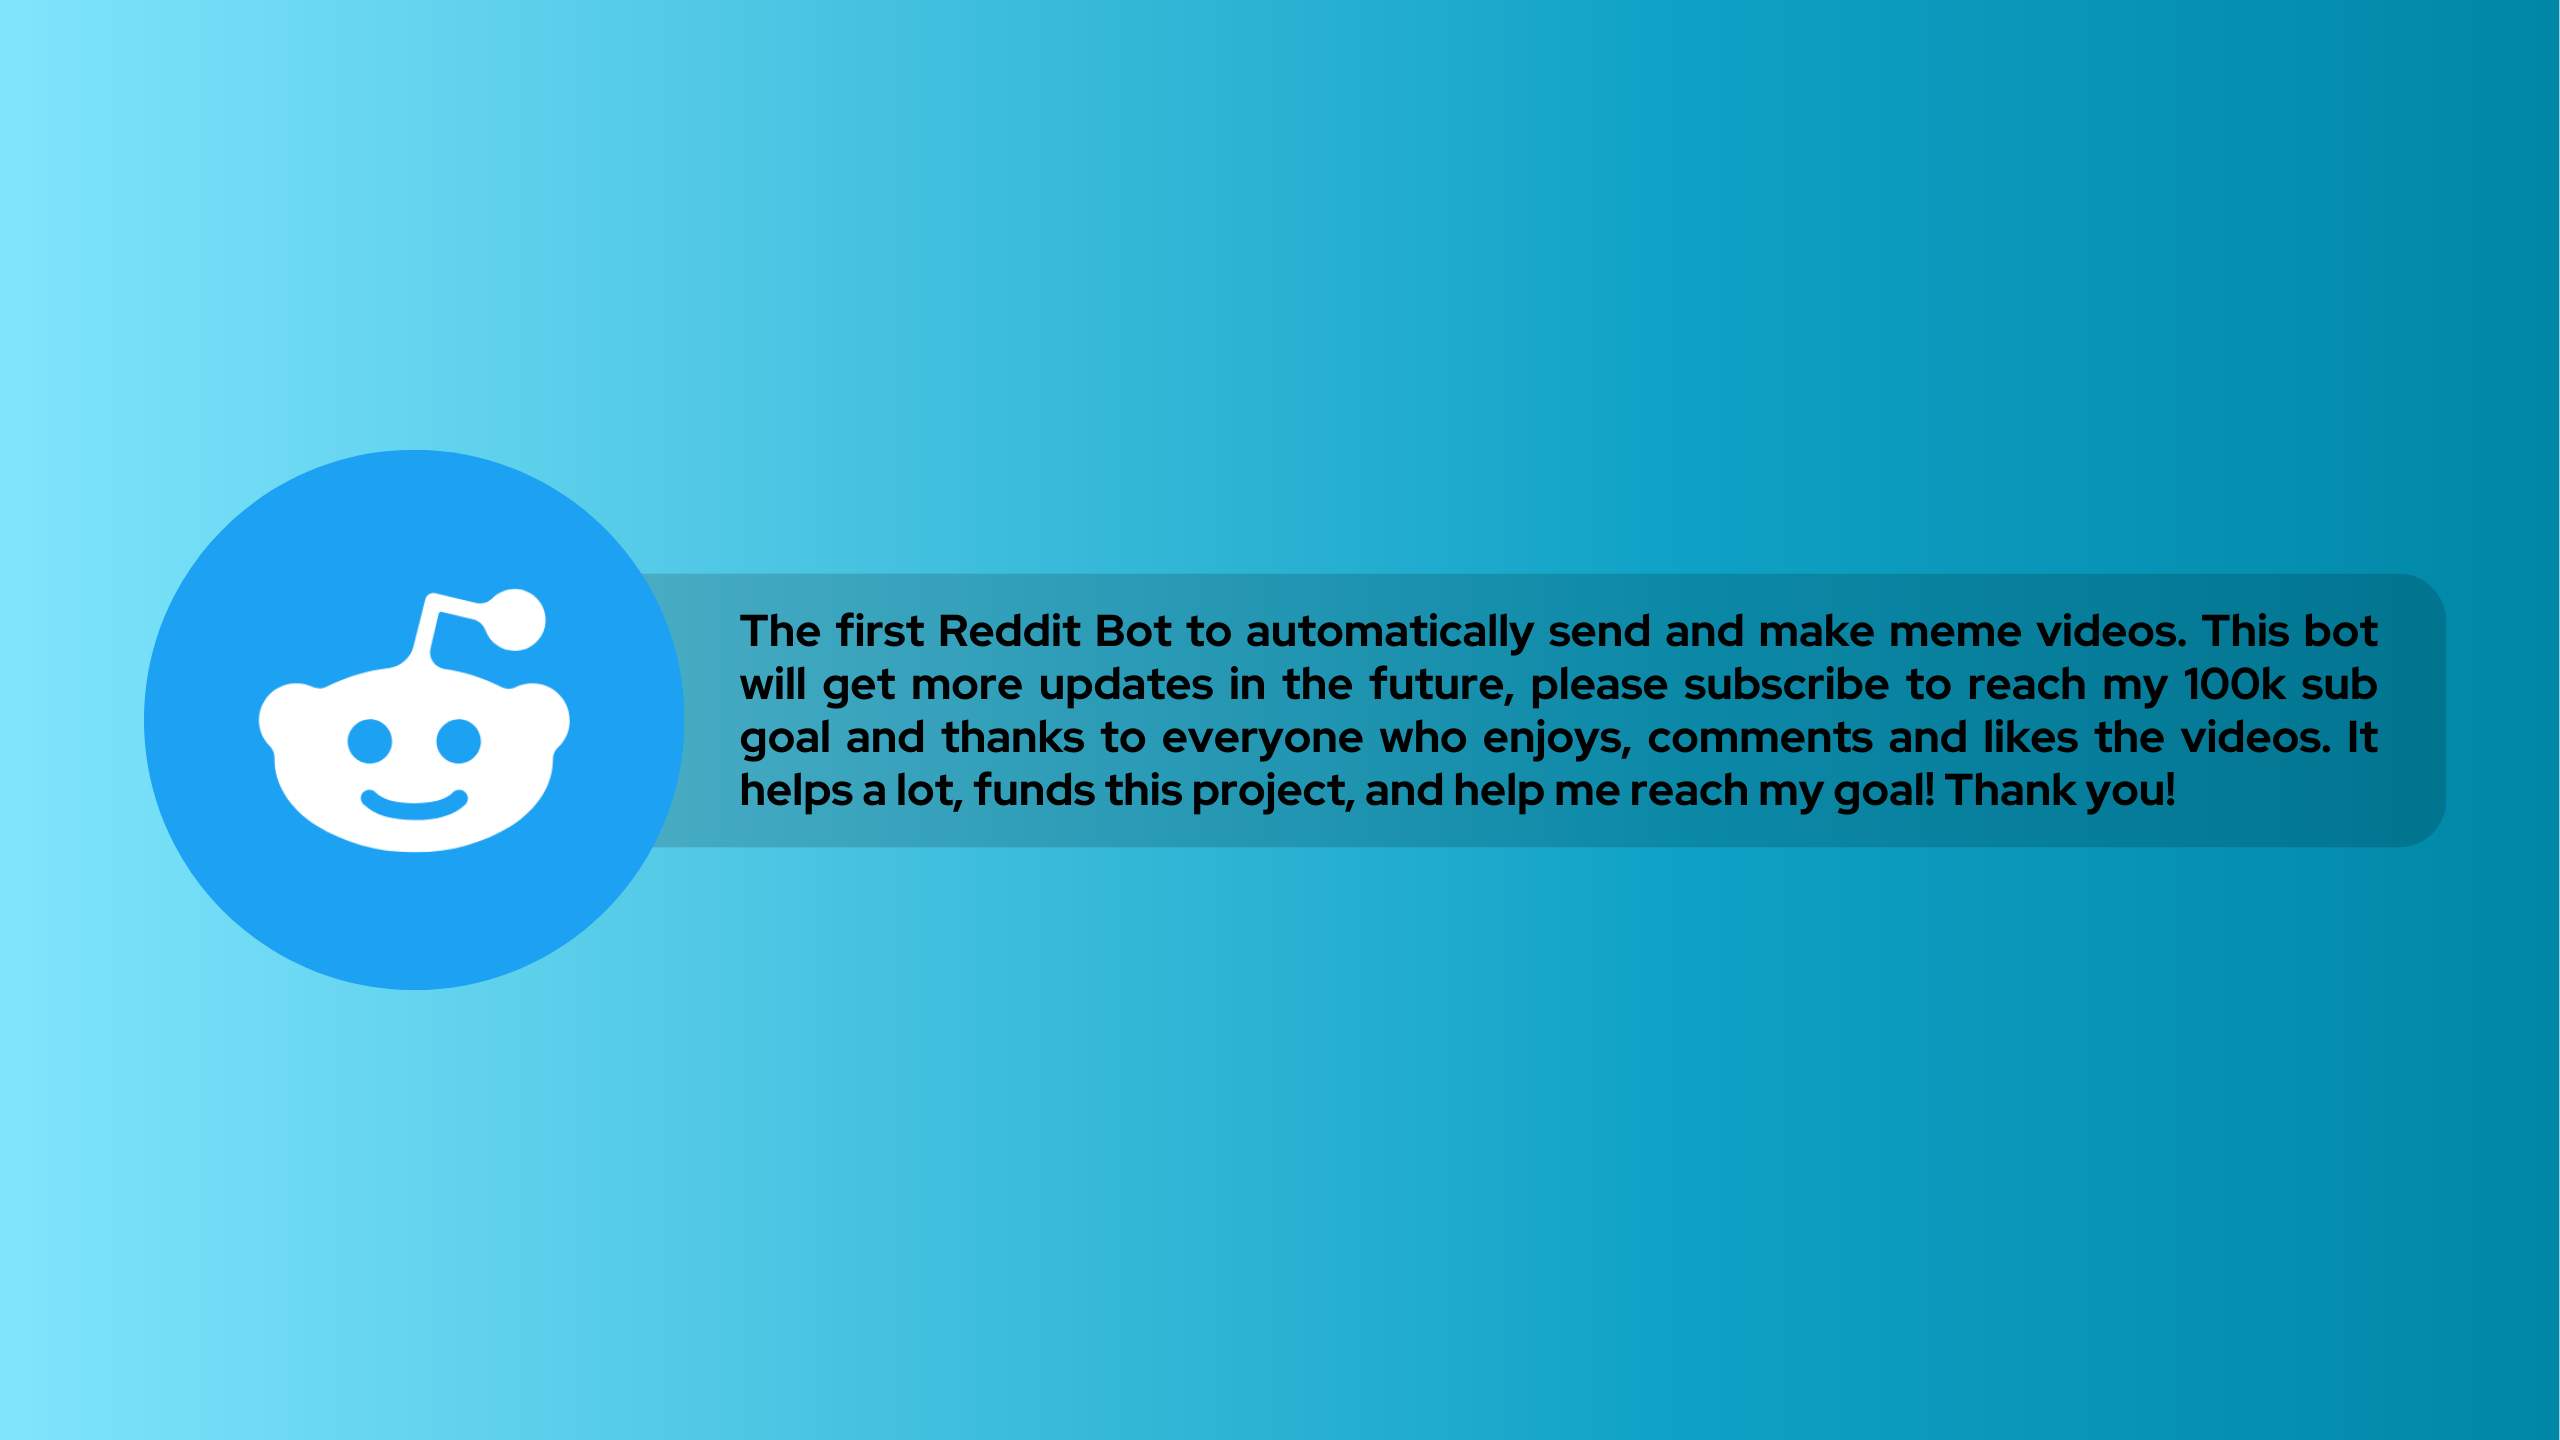 The first Reddit Bot to automatically send and make meme videos. This bot
will get more updates in the future, please subscribe to reach my 100k sub
goal and thanks to everyone who enjoys, comments and likes the videos. It
helps a lot, funds this project, and help me reach my goal! Thank you!